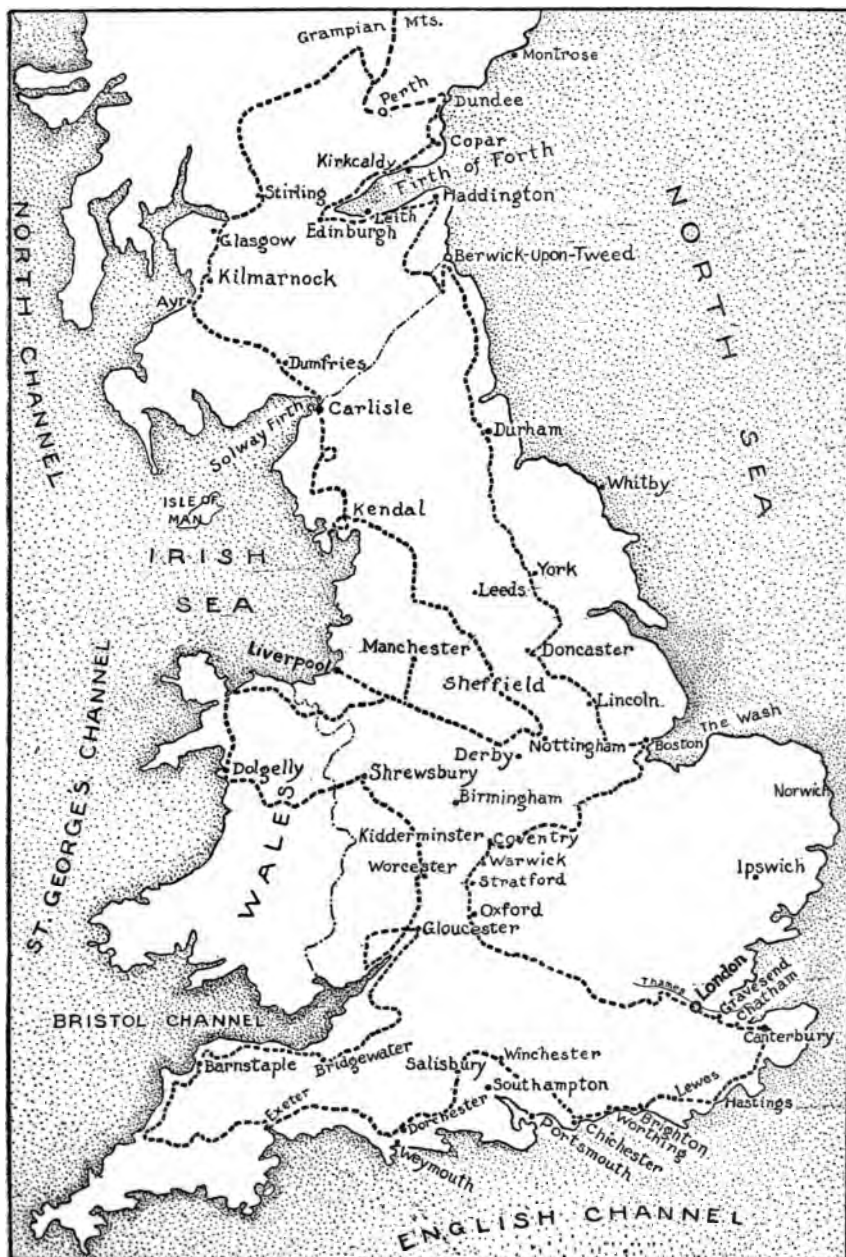 Grampian Mts.
Montrose
Perth
Dundee
Copar
Kirkcaldy
Firth of Forth
Stirling
Haddington
Leith
Edinburgh
Glasgow
Berwick-upon-Tweed
Kilmarnock
Ayr
NORTH CHANNEL
NORTH SEA
Dumfries
Solway Firth
Carlisle
Durham
Whitby
ISLE OF
MAN
Kendal
IRISH
SEA
York
Leeds
Liverpool
Manchester
Doncaster
Sheffield
Lincoln
The Wash
Derby
Nottingham
Boston
ST. GEORGE'S CHANNEL
Dolgelly
Shrewsbury
Birmingham
Norwich
WALES
Kidderminster
Coventry
Warwick
Worcester
Stratford
Ipswich
Oxford
Gloucester
Thames
London
Gravesend
Chatham
BRISTOL CHANNEL
Canterbury
Barnstaple
Bridgewater
Salisbury
Winchester
Southampton
Lewes
Hastings
Exeter
Dorchester
Brighton
Worthing
Chichester
Portsmouth
Weymouth
ENGLISH CHANNEL